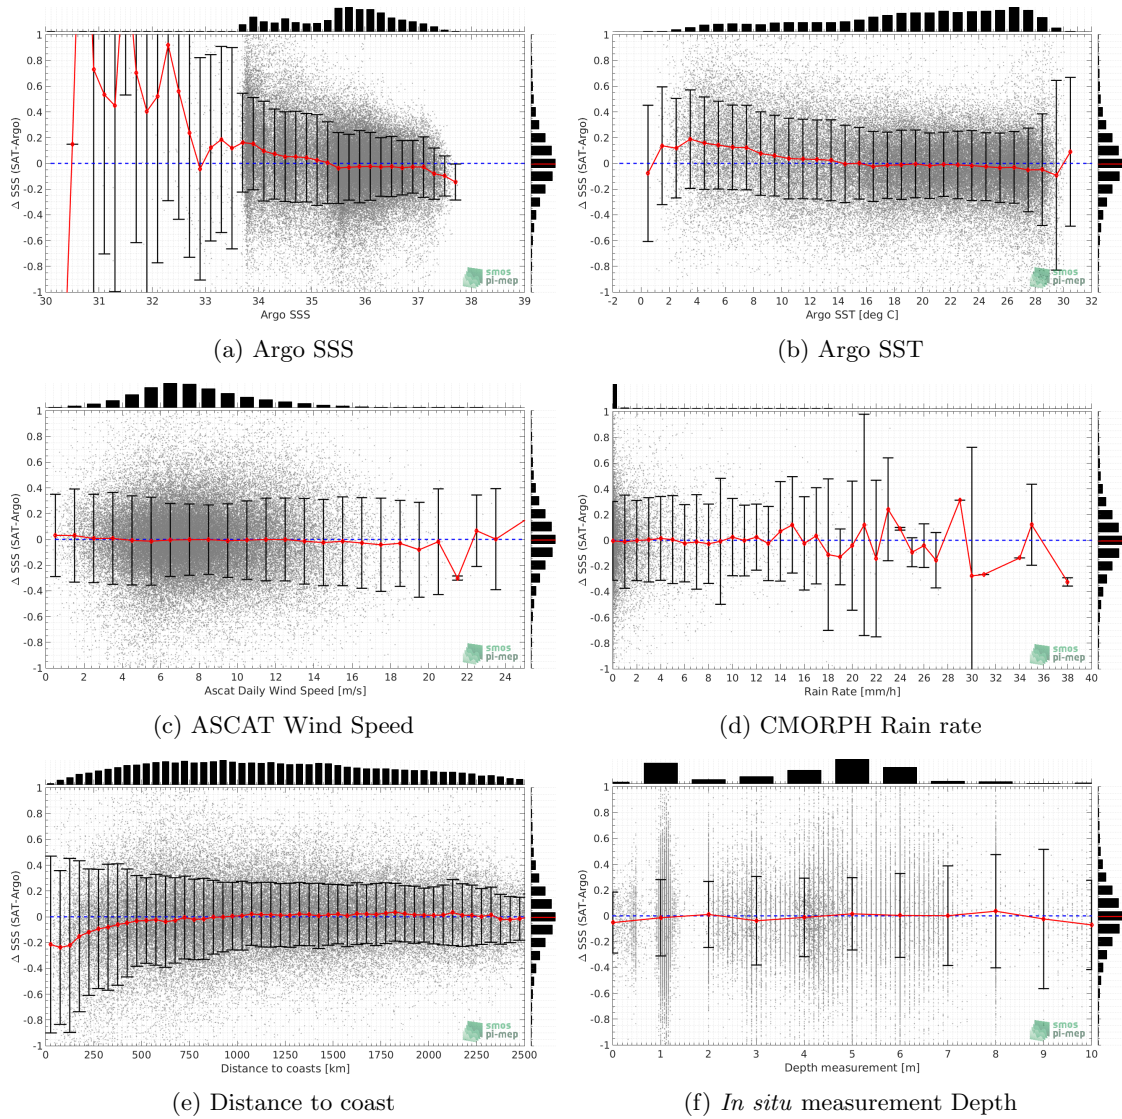 1
0.8
0.6
0.4
0.2
0
-0.2
-0.4
-0.6
-0.8
-1
Δ SSS (SAT-Argo)
30 31 32 33 34 35 36 37 38 39
Argo SSS
smos
pi-mep
(a) Argo SSS
1
0.8
0.6
0.4
0.2
0
-0.2
-0.4
-0.6
-0.8
-1
Δ SSS (SAT-Argo)
-2 0 2 4 6 8 10 12 14 16 18 20 22 24 26 28 30 32
Argo SST [deg C]
smos
pi-mep
(b) Argo SST
1
0.8
0.6
0.4
0.2
0
-0.2
-0.4
-0.6
-0.8
-1
Δ SSS (SAT-Argo)
0 2 4 6 8 10 12 14 16 18 20 22 24
Ascat Daily Wind Speed [m/s]
smos
pi-mep
(c) ASCAT Wind Speed
1
0.8
0.6
0.4
0.2
0
-0.2
-0.4
-0.6
-0.8
-1
Δ SSS (SAT-Argo)
0 2 4 6 8 10 12 14 16 18 20 22 24 26 28 30 32 34 36 38 40
Rain Rate [mm/h]
smos
pi-mep
(d) CMORPH Rain rate
1
0.8
0.6
0.4
0.2
0
-0.2
-0.4
-0.6
-0.8
-1
Δ SSS (SAT-Argo)
0 250 500 750 1000 1250 1500 1750 2000 2250 2500
Distance to coasts [km]
smos
pi-mep
(e) Distance to coast
1
0.8
0.6
0.4
0.2
0
-0.2
-0.4
-0.6
-0.8
-1
Δ SSS (SAT-Argo)
0 1 2 3 4 5 6 7 8 9 10
Depth measurement [m]
smos
pi-mep
(f) In situ measurement Depth